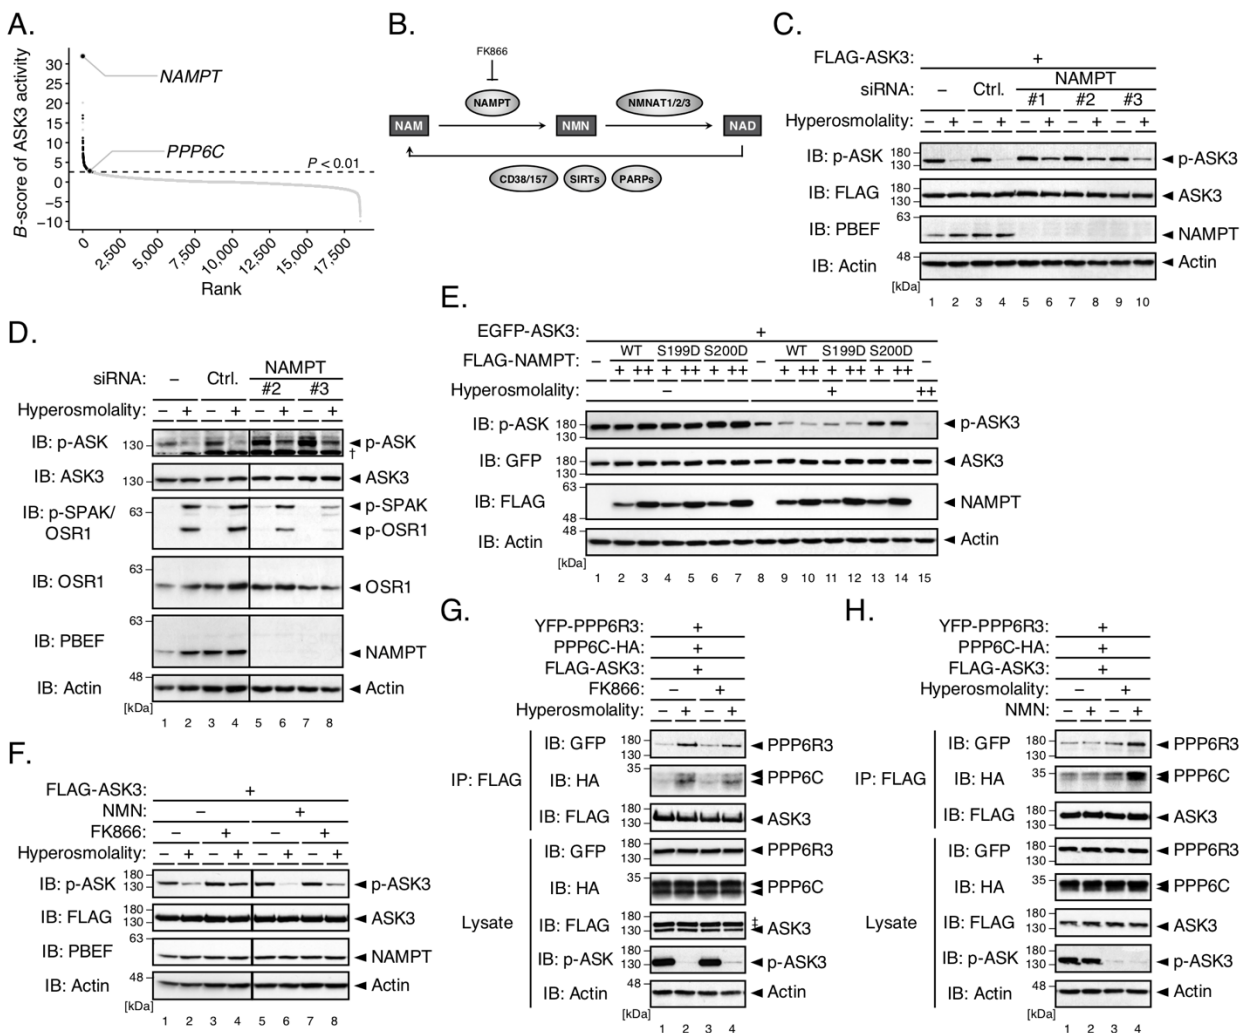 A.
B-score of ASK3 activity
30
25
20
15
10
5
0
−5
−10
NAMPT
PPP6C
P < 0.01
0
2,500
5,000
7,500
10,000
12,500
15,000
17,500
Rank
B.
FK866
NAMPT
NMNAT1/2/3
NAM
NMN
NAD
CD38/157
SIRTs
PARPs
C.
FLAG-ASK3: +
siRNA: − Ctrl. NAMPT
#1 #2 #3
Hyperosmolality: − + − + − + − + − +
IB: p-ASK 180 130 p-ASK3
IB: FLAG 180 130 ASK3
IB: PBEF 63 NAMPT
IB: Actin 48 Actin
[kDa]
1 2 3 4 5 6 7 8 9 10
D.
siRNA: − Ctrl. NAMPT
#2 #3
Hyperosmolality: − + − + − + − +
IB: p-ASK 130 p-ASK
†
IB: ASK3 130 ASK3
IB: p-SPAK/ OSR1 63 p-SPAK
p-OSR1
IB: OSR1 63 OSR1
IB: PBEF 63 NAMPT
IB: Actin 48 Actin
[kDa]
1 2 3 4 5 6 7 8
E.
EGFP-ASK3: +
FLAG-NAMPT: − WT S199D S200D − WT S199D S200D −
+ ++ + ++ + ++ + ++ + ++ + ++
Hyperosmolality: − + ++
IB: p-ASK 180 130 p-ASK3
IB: GFP 180 130 ASK3
IB: FLAG 63 48 NAMPT
IB: Actin 48 Actin
[kDa]
1 2 3 4 5 6 7 8 9 10 11 12 13 14 15
F.
FLAG-ASK3: +
NMN: − +
FK866: − + − +
Hyperosmolality: − + − + − + − +
IB: p-ASK 180 130 p-ASK3
IB: FLAG 180 130 ASK3
IB: PBEF 63 NAMPT
IB: Actin 48 Actin
[kDa]
1 2 3 4 5 6 7 8
G.
YFP-PPP6R3: +
PPP6C-HA: +
FLAG-ASK3: +
FK866: − +
Hyperosmolality: − + − +
IP: FLAG
IB: GFP 180 130 PPP6R3
IB: HA 35 PPP6C
IB: FLAG 180 130 ASK3
Lysate
IB: GFP 180 130 PPP6R3
IB: HA 35 PPP6C
IB: FLAG 180 130 ‡ ASK3
IB: p-ASK 180 130 p-ASK3
IB: Actin 48 Actin
[kDa]
1 2 3 4
H.
YFP-PPP6R3: +
PPP6C-HA: +
FLAG-ASK3: +
Hyperosmolality: − +
NMN: − + − +
IP: FLAG
IB: GFP 180 130 PPP6R3
IB: HA 35 PPP6C
IB: FLAG 180 130 ASK3
Lysate
IB: GFP 180 130 PPP6R3
IB: HA 35 PPP6C
IB: FLAG 180 130 ASK3
IB: p-ASK 180 130 p-ASK3
IB: Actin 48 Actin
[kDa]
1 2 3 4